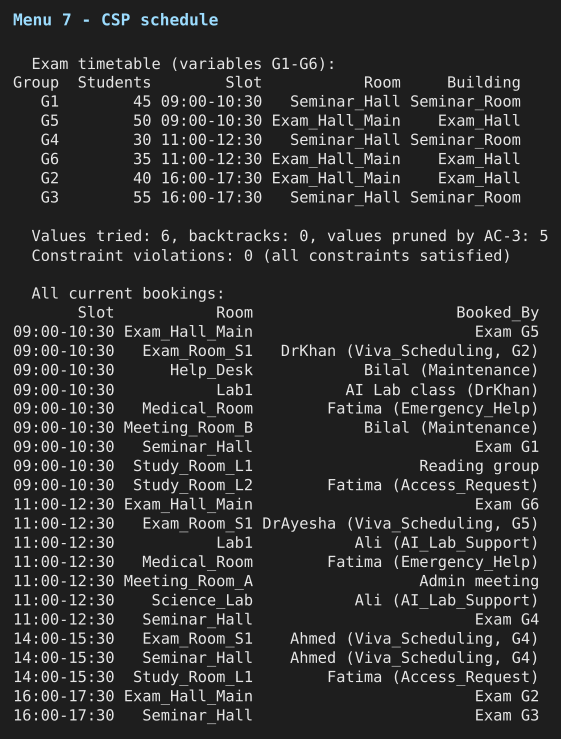 Menu 7 - CSP schedule
Exam timetable (variables G1-G6):
Group Students Slot Room Building
G1 45 09:00-10:30 Seminar_Hall Seminar_Room
G5 50 09:00-10:30 Exam_Hall_Main Exam_Hall
G4 30 11:00-12:30 Seminar_Hall Seminar_Room
G6 35 11:00-12:30 Exam_Hall_Main Exam_Hall
G2 40 16:00-17:30 Exam_Hall_Main Exam_Hall
G3 55 16:00-17:30 Seminar_Hall Seminar_Room
Values tried: 6, backtracks: 0, values pruned by AC-3: 5
Constraint violations: 0 (all constraints satisfied)
All current bookings:
Slot Room Booked_By
09:00-10:30 Exam_Hall_Main Exam G5
09:00-10:30 Exam_Room_S1 DrKhan (Viva_Scheduling, G2)
09:00-10:30 Help_Desk Bilal (Maintenance)
09:00-10:30 Lab1 AI Lab class (DrKhan)
09:00-10:30 Medical_Room Fatima (Emergency_Help)
09:00-10:30 Meeting_Room_B Bilal (Maintenance)
09:00-10:30 Seminar_Hall Exam G1
09:00-10:30 Study_Room_L1 Reading group
09:00-10:30 Study_Room_L2 Fatima (Access_Request)
11:00-12:30 Exam_Hall_Main Exam G6
11:00-12:30 Exam_Room_S1 DrAyesha (Viva_Scheduling, G5)
11:00-12:30 Lab1 Ali (AI_Lab_Support)
11:00-12:30 Medical_Room Fatima (Emergency_Help)
11:00-12:30 Meeting_Room_A Admin meeting
11:00-12:30 Science_Lab Ali (AI_Lab_Support)
11:00-12:30 Seminar_Hall Exam G4
14:00-15:30 Exam_Room_S1 Ahmed (Viva_Scheduling, G4)
14:00-15:30 Seminar_Hall Ahmed (Viva_Scheduling, G4)
14:00-15:30 Study_Room_L1 Fatima (Access_Request)
16:00-17:30 Exam_Hall_Main Exam G2
16:00-17:30 Seminar_Hall Exam G3